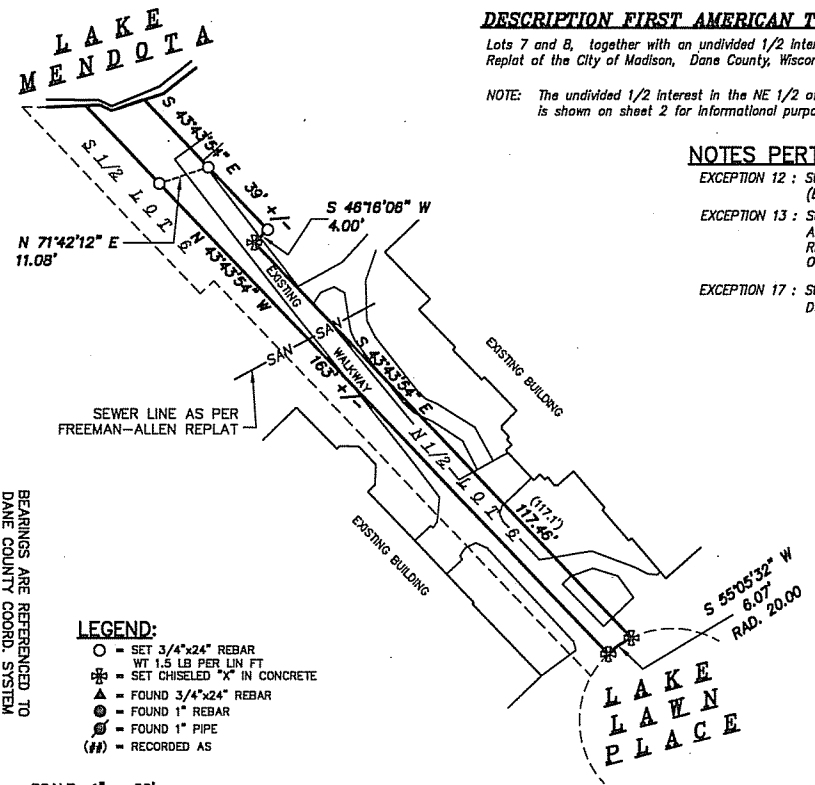 LAKE
MENDOTA
DESCRIPTION FIRST AMERICAN T
Lots 7 and 8, together with an undivided 1/2 inter
Replat of the City of Madison, Dane County, Wiscon
NOTE: The undivided 1/2 interest in the NE 1/2 of
is shown on sheet 2 for informational purpo
NOTES PERT
EXCEPTION 12 : S
(B
EXCEPTION 13 : S
A
R
O
EXCEPTION 17 : S
D
S 43°43'54" E 39' +/-
S 1/2 LOT 6
S 46°16'06" W
4.00'
N 71°42'12" E
11.08'
N 43°43'54" W
163' +/-
EXISTING
WALKWAY
SAN
SAN
S 43°43'54" E
EXISTING BUILDING
SEWER LINE AS PER
FREEMAN-ALLEN REPLAT
N 1/2 LOT 6
(117.1')
117.46'
EXISTING BUILDING
S 55°05'32" W
6.07'
RAD. 20.00
LAKE
LAWN
PLACE
BEARINGS ARE REFERENCED TO
DANE COUNTY COORD. SYSTEM
LEGEND:
= SET 3/4"x24" REBAR
WT 1.5 LB PER LIN FT
= SET CHISELED "X" IN CONCRETE
= FOUND 3/4"x24" REBAR
= FOUND 1" REBAR
= FOUND 1" PIPE
(##) = RECORDED AS